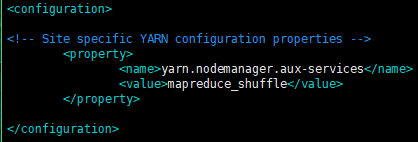 <configuration>
<!-- Site specific YARN configuration properties -->
<property>
<name>yarn.nodemanager.aux-services</name>
<value>mapreduce_shuffle</value>
</property>
</configuration>